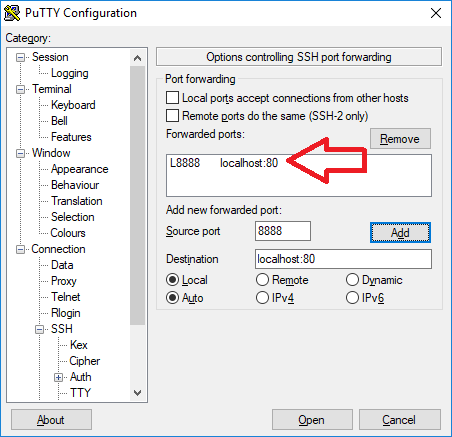 PuTTY Configuration
Category:
Session
Logging
Terminal
Keyboard
Bell
Features
Window
Appearance
Behaviour
Translation
Selection
Colours
Connection
Data
Proxy
Telnet
Rlogin
SSH
Kex
Cipher
Auth
TTY
Options controlling SSH port forwarding
Port forwarding
Local ports accept connections from other hosts
Remote ports do the same (SSH-2 only)
Forwarded ports:
Remove
L8888 localhost:80
Add new forwarded port:
Source port 8888 Add
Destination localhost:80
Local Remote Dynamic
Auto IPv4 IPv6
About Open Cancel